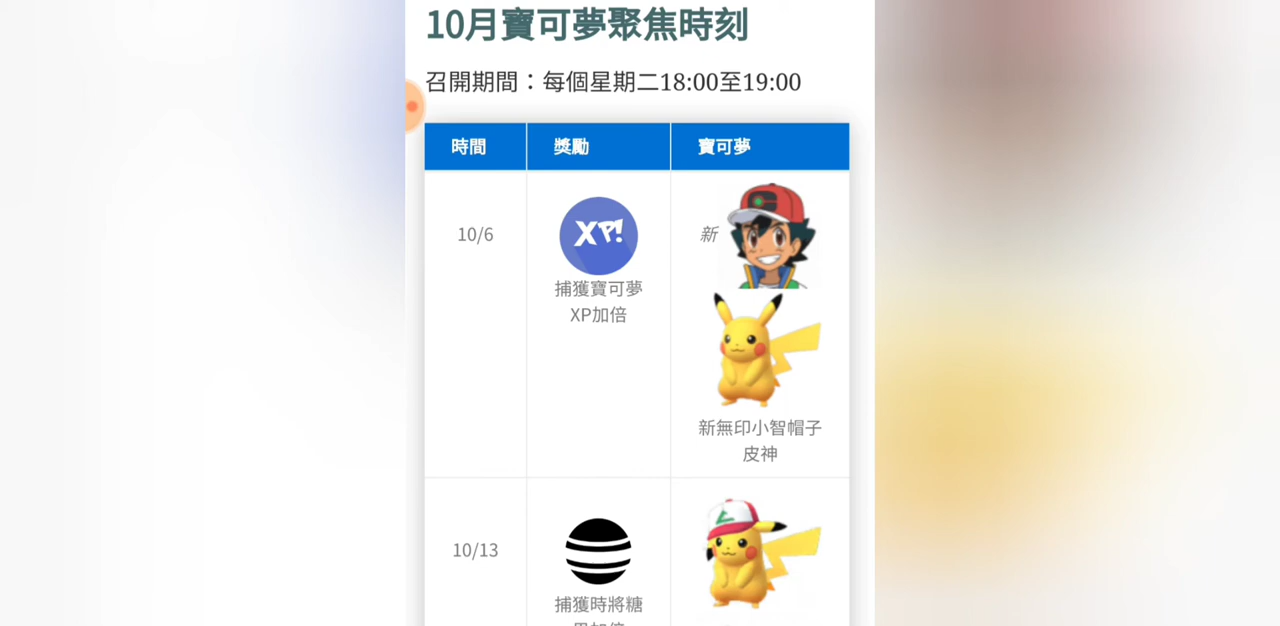 10月寶可夢聚焦時刻
召開期間：每個星期二18:00至19:00
時間
獎勵
寶可夢
10/6
XP!
捕獲寶可夢
XP加倍
新
新無印小智帽子
皮神
10/13
捕獲時將糖